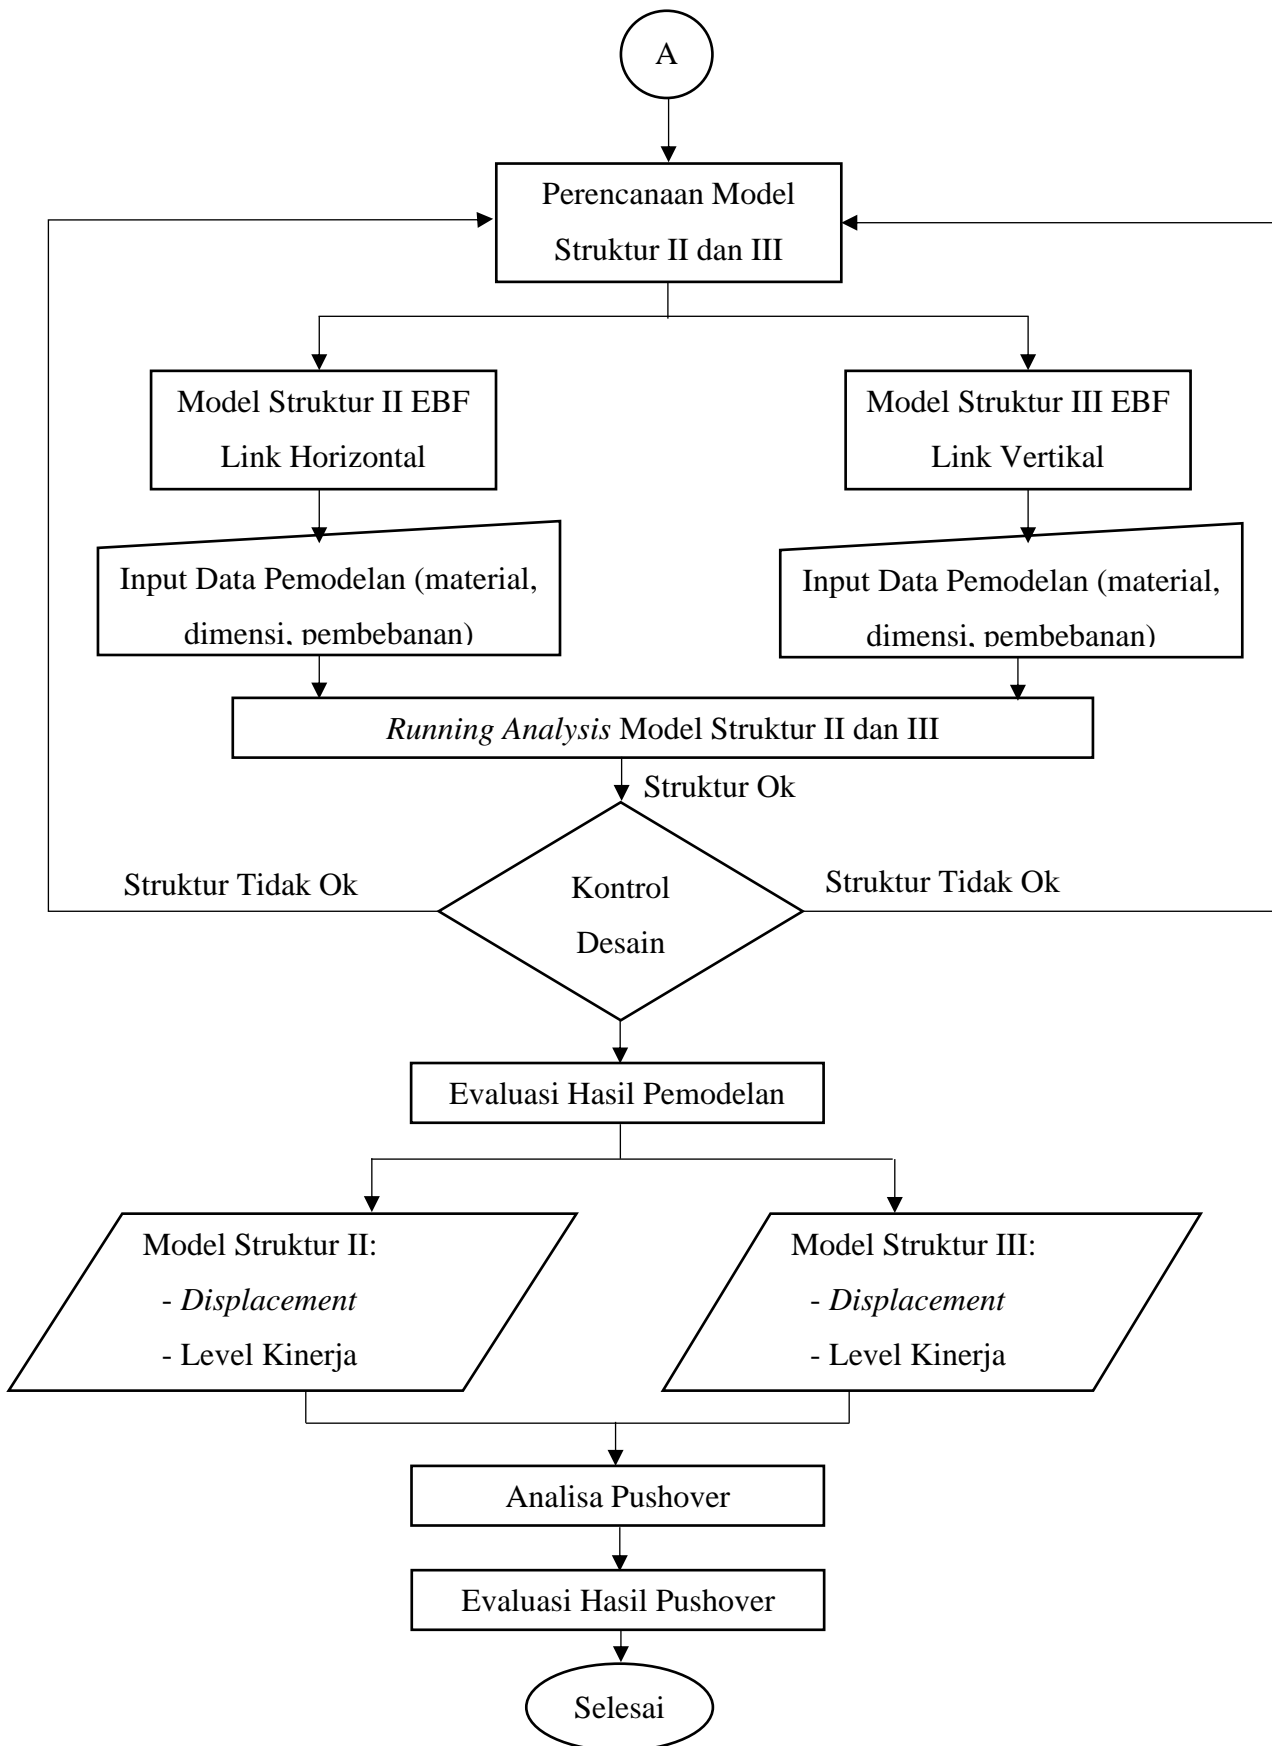 A
Perencanaan Model
Struktur II dan III
Model Struktur II EBF
Link Horizontal
Model Struktur III EBF
Link Vertikal
Input Data Pemodelan (material,
dimensi, pembebanan)
Input Data Pemodelan (material,
dimensi, pembebanan)
Running Analysis Model Struktur II dan III
Struktur Ok
Struktur Tidak Ok
Kontrol
Desain
Struktur Tidak Ok
Evaluasi Hasil Pemodelan
Model Struktur II:
- Displacement
- Level Kinerja
Model Struktur III:
- Displacement
- Level Kinerja
Analisa Pushover
Evaluasi Hasil Pushover
Selesai